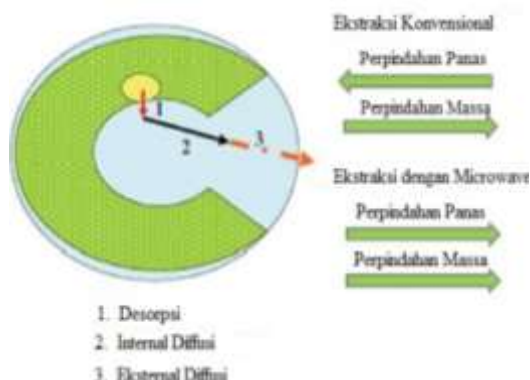 Ekstraksi Konvensional
Perpindahan Panas
Perpindahan Massa
1
2
3
Ekstraksi dengan Microwave
Perpindahan Panas
Perpindahan Massa
1. Desorpsi
2. Internal Diffusi
3. Eksternal Diffusi